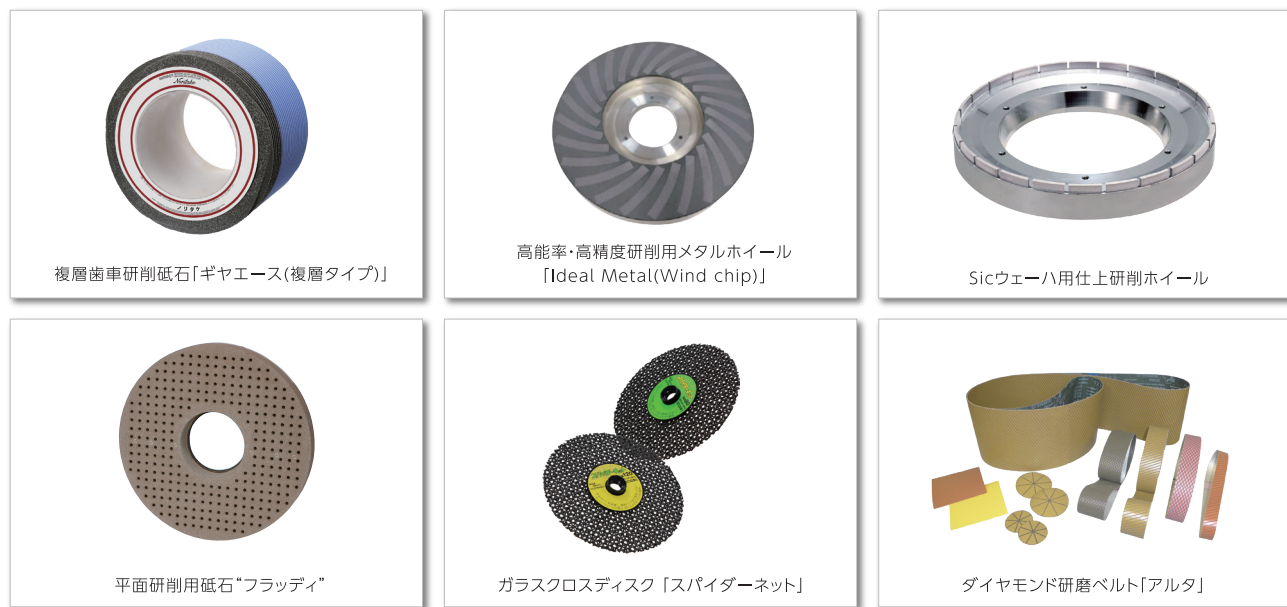 Noritake
ノリタケ
複層歯車研削砥石「ギヤエース(複層タイプ)」
高能率・高精度研削用メタルホイール
「Ideal Metal(Wind chip)」
Sicウェーハ用仕上研削ホイール
平面研削用砥石“フラッディ”
ガラスクロスディスク 「スパイダーネット」
ダイヤモンド研磨ベルト「アルタ」